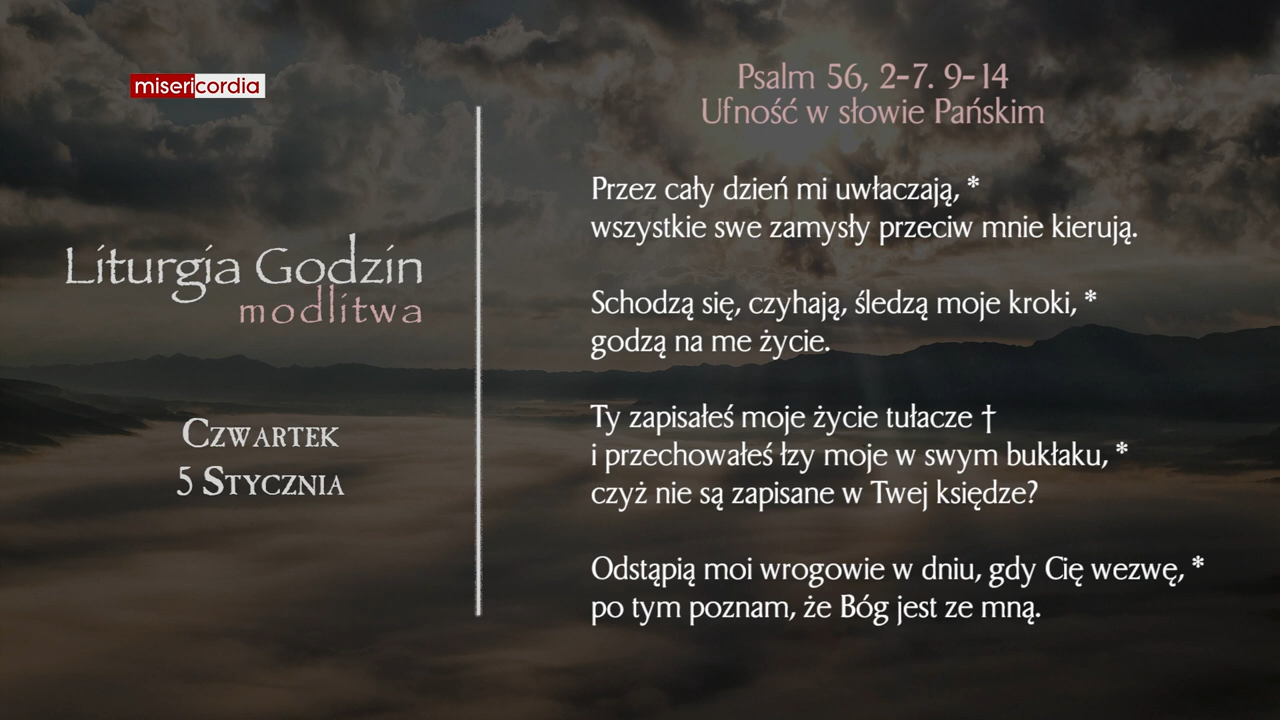 misericordia
Liturgia Godzin
modlitwa
Czwartek
5 Stycznia
Psalm 56, 2-7. 9-14
Ufność w słowie Pańskim
Przez cały dzień mi uwłaczają, *
wszystkie swe zamysły przeciw mnie kierują.
Schodzą się, czyhają, śledzą moje kroki, *
godzą na me życie.
Ty zapisałeś moje życie tułacze †
i przechowałeś łzy moje w swym bukłaku, *
czyż nie są zapisane w Twej księdze?
Odstąpią moi wrogowie w dniu, gdy Cię wezwę, *
po tym poznam, że Bóg jest ze mną.